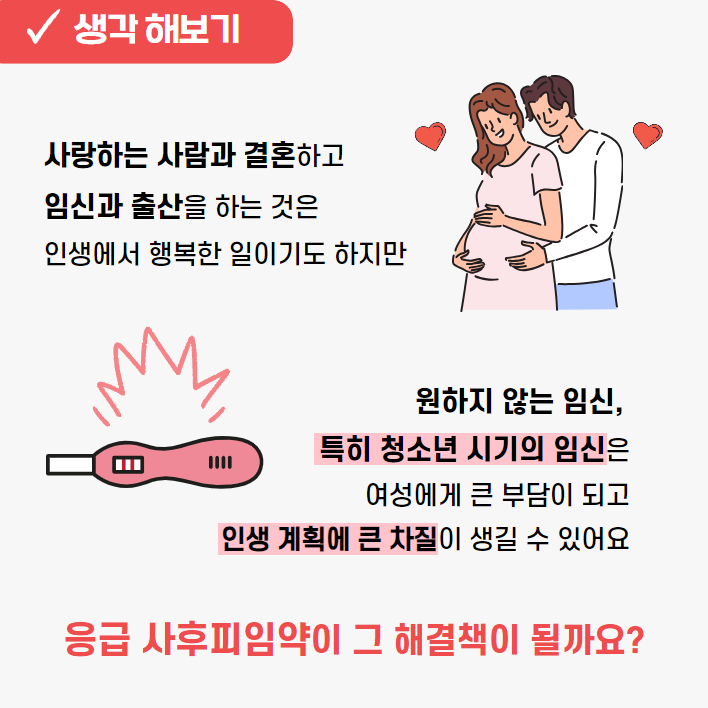 생각 해보기
사랑하는 사람과 결혼하고
임신과 출산을 하는 것은
인생에서 행복한 일이기도 하지만
원하지 않는 임신,
특히 청소년 시기의 임신은
여성에게 큰 부담이 되고
인생 계획에 큰 차질이 생길 수 있어요
응급 사후피임약이 그 해결책이 될까요?